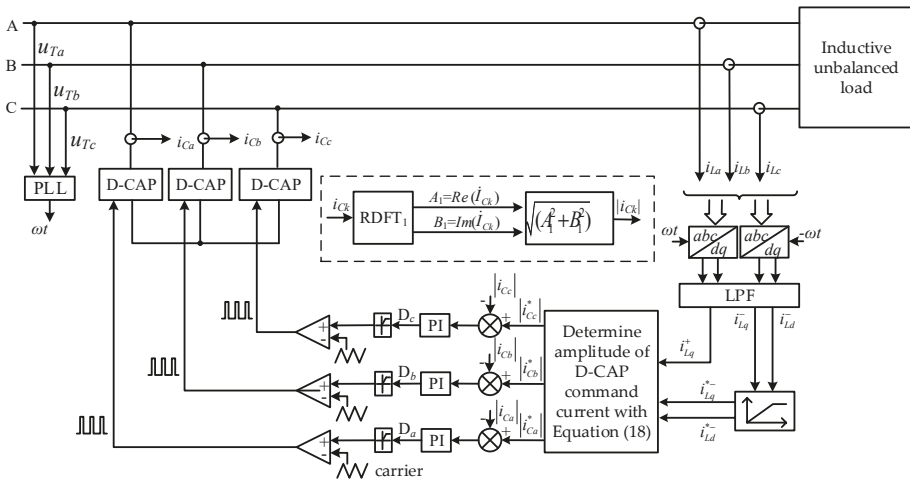 A
B
C
u_Ta
u_Tb
u_Tc
Inductive
unbalanced
load
i_Ca
i_Cb
i_Cc
i_La
i_Lb
i_Lc
PLL
D-CAP
D-CAP
D-CAP
ωt
i_Ck
RDFT_1
A_1=Re(İ_Ck)
B_1=Im(İ_Ck)
√(A_1^2+B_1^2)
|i_Ck|
ωt
abc
dq
abc
dq
-ωt
LPF
i_Lq^+
i_Lq^-
i_Ld^-
|i_Cc|
-
+
|i_Cc^*|
D_c
PI
+
-
|i_Cb|
-
+
|i_Cb^*|
D_b
PI
+
-
|i_Ca|
-
+
|i_Ca^*|
D_a
PI
+
-
carrier
Determine
amplitude of
D-CAP
command
current with
Equation (18)
i_Lq^*-
i_Ld^*-